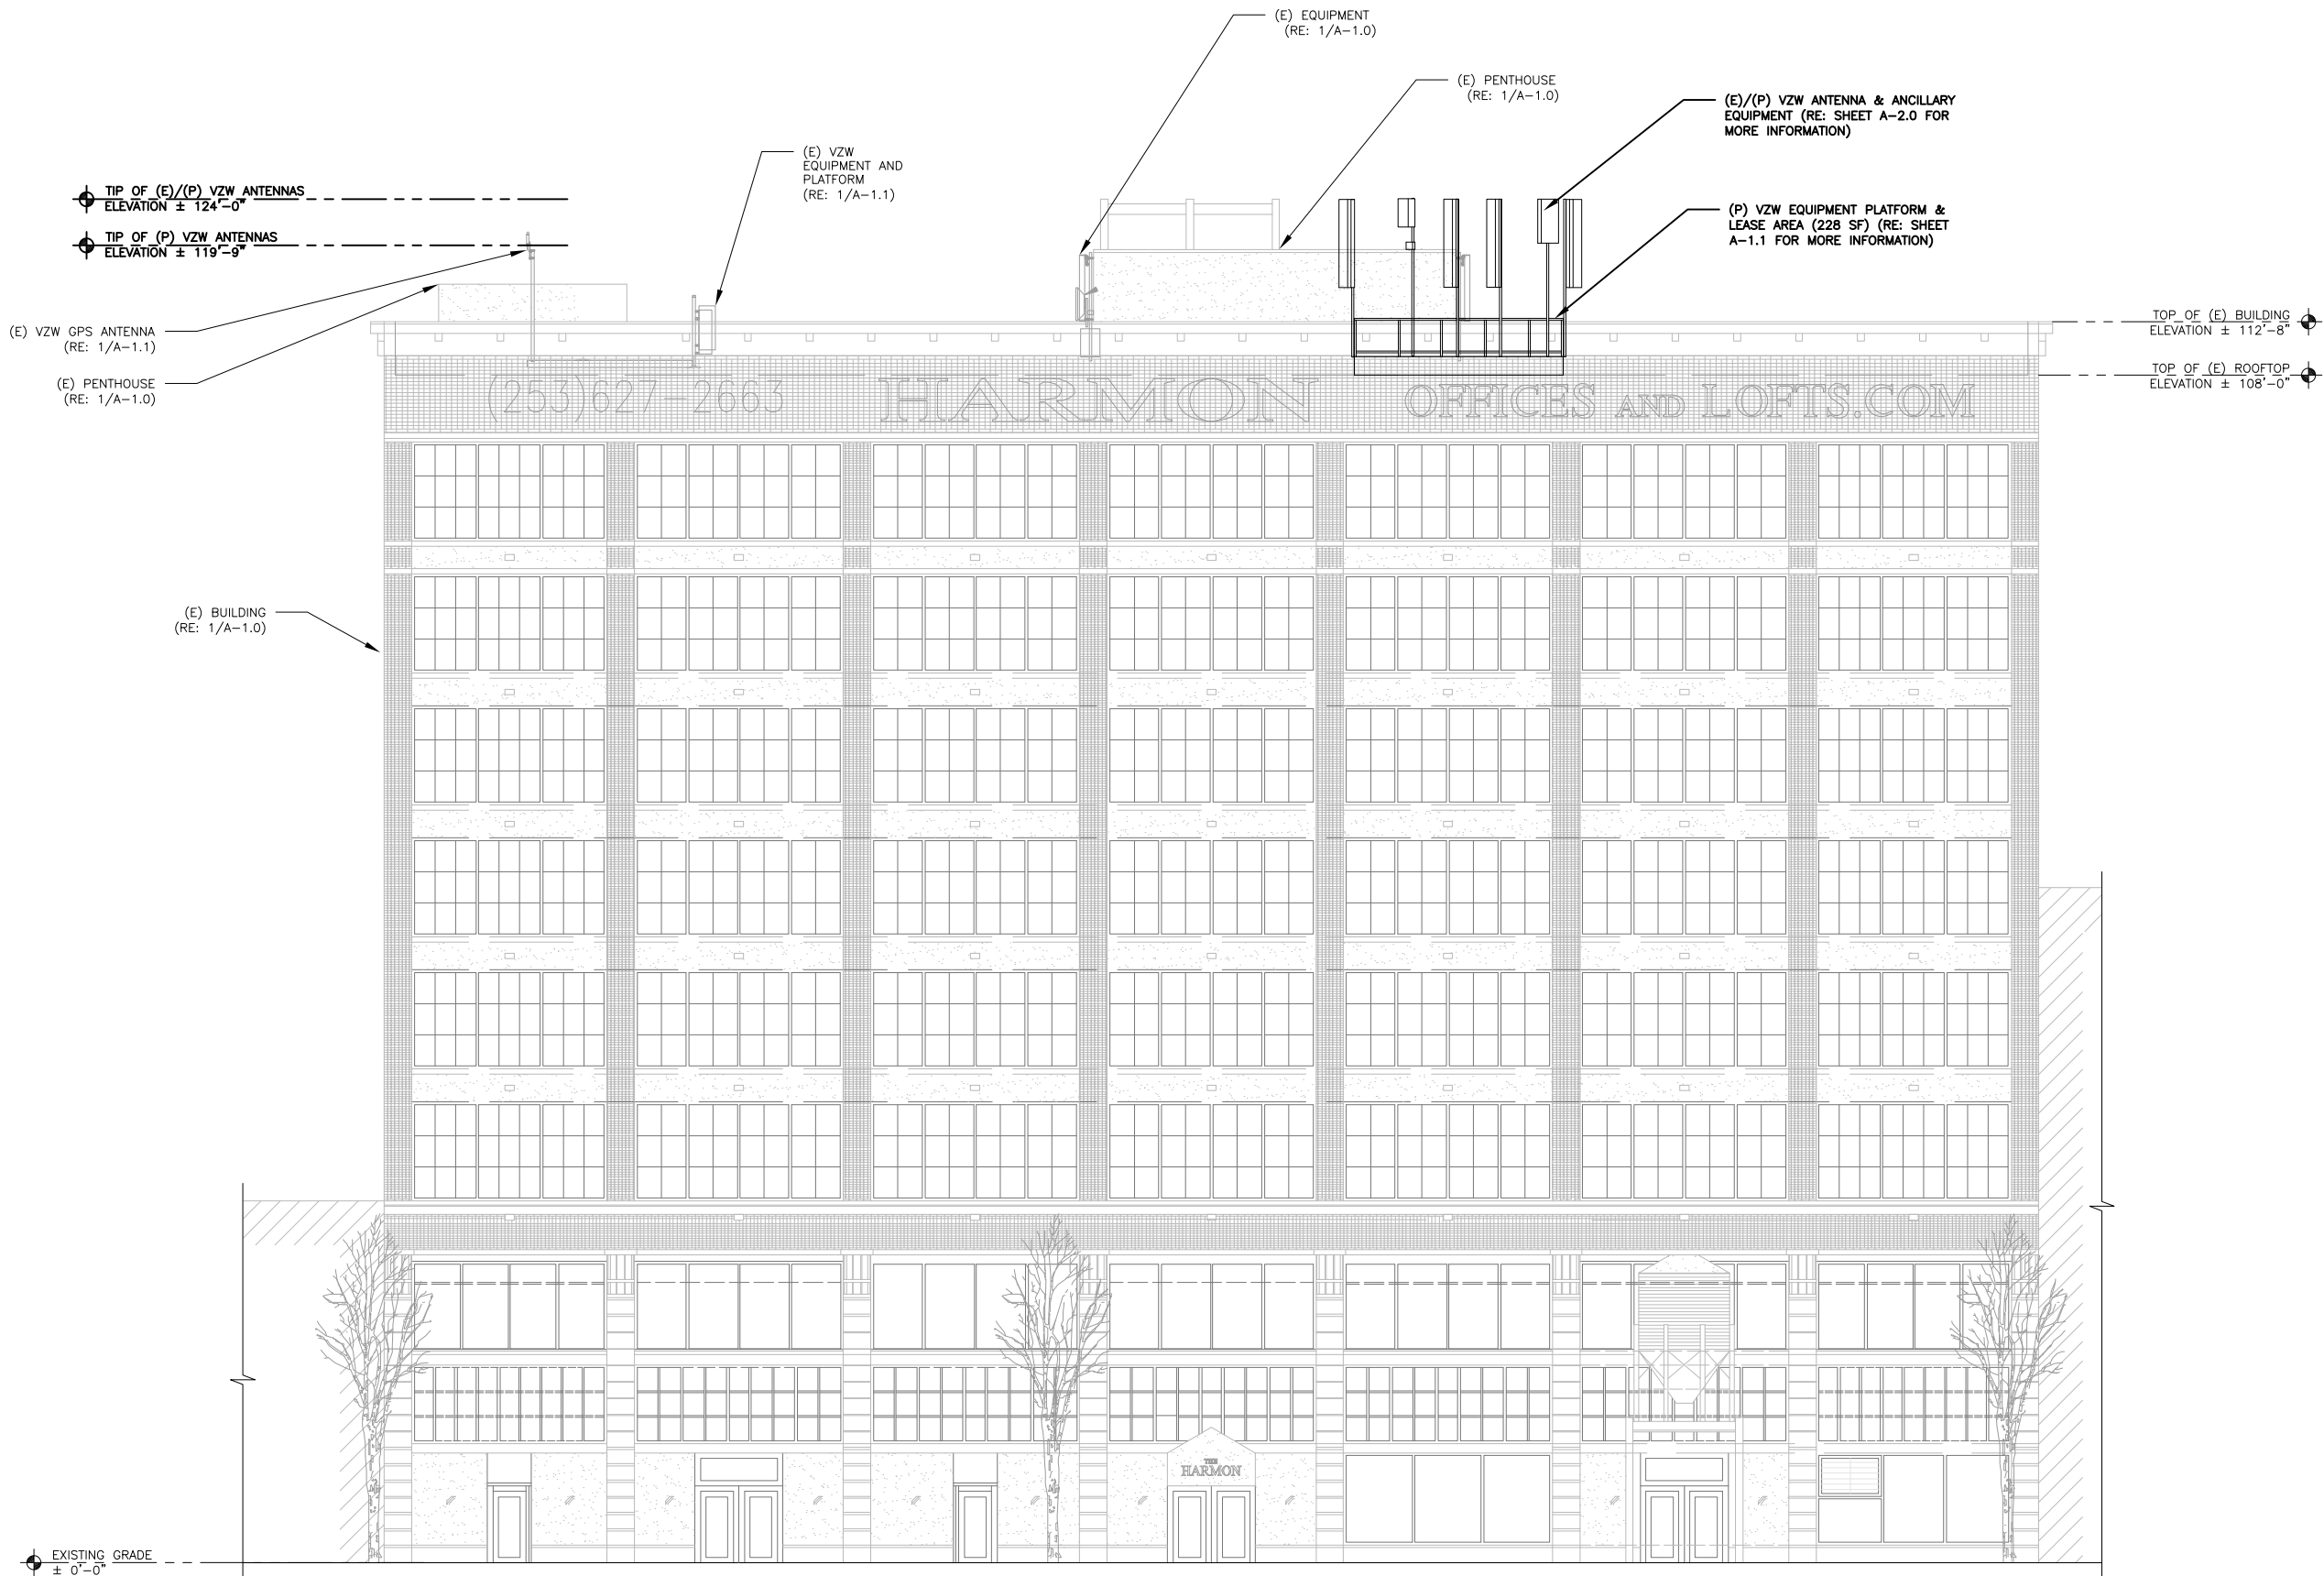 (E) EQUIPMENT
(RE: 1/A-1.0)
(E) PENTHOUSE
(RE: 1/A-1.0)
(E)/(P) VZW ANTENNA & ANCILLARY
EQUIPMENT (RE: SHEET A-2.0 FOR
MORE INFORMATION)
(E) VZW
EQUIPMENT AND
PLATFORM
(RE: 1/A-1.1)
TIP OF (E)/(P) VZW ANTENNAS
ELEVATION ± 124'-0"
(P) VZW EQUIPMENT PLATFORM &
LEASE AREA (228 SF) (RE: SHEET
A-1.1 FOR MORE INFORMATION)
TIP OF (P) VZW ANTENNAS
ELEVATION ± 119'-9"
(E) VZW GPS ANTENNA
(RE: 1/A-1.1)
TOP OF (E) BUILDING
ELEVATION ± 112'-8"
(E) PENTHOUSE
(RE: 1/A-1.0)
TOP OF (E) ROOFTOP
ELEVATION ± 108'-0"
(253)627-2663 HARMON OFFICES AND LOFTS.COM
(E) BUILDING
(RE: 1/A-1.0)
THE
HARMON
EXISTING GRADE
± 0'-0"